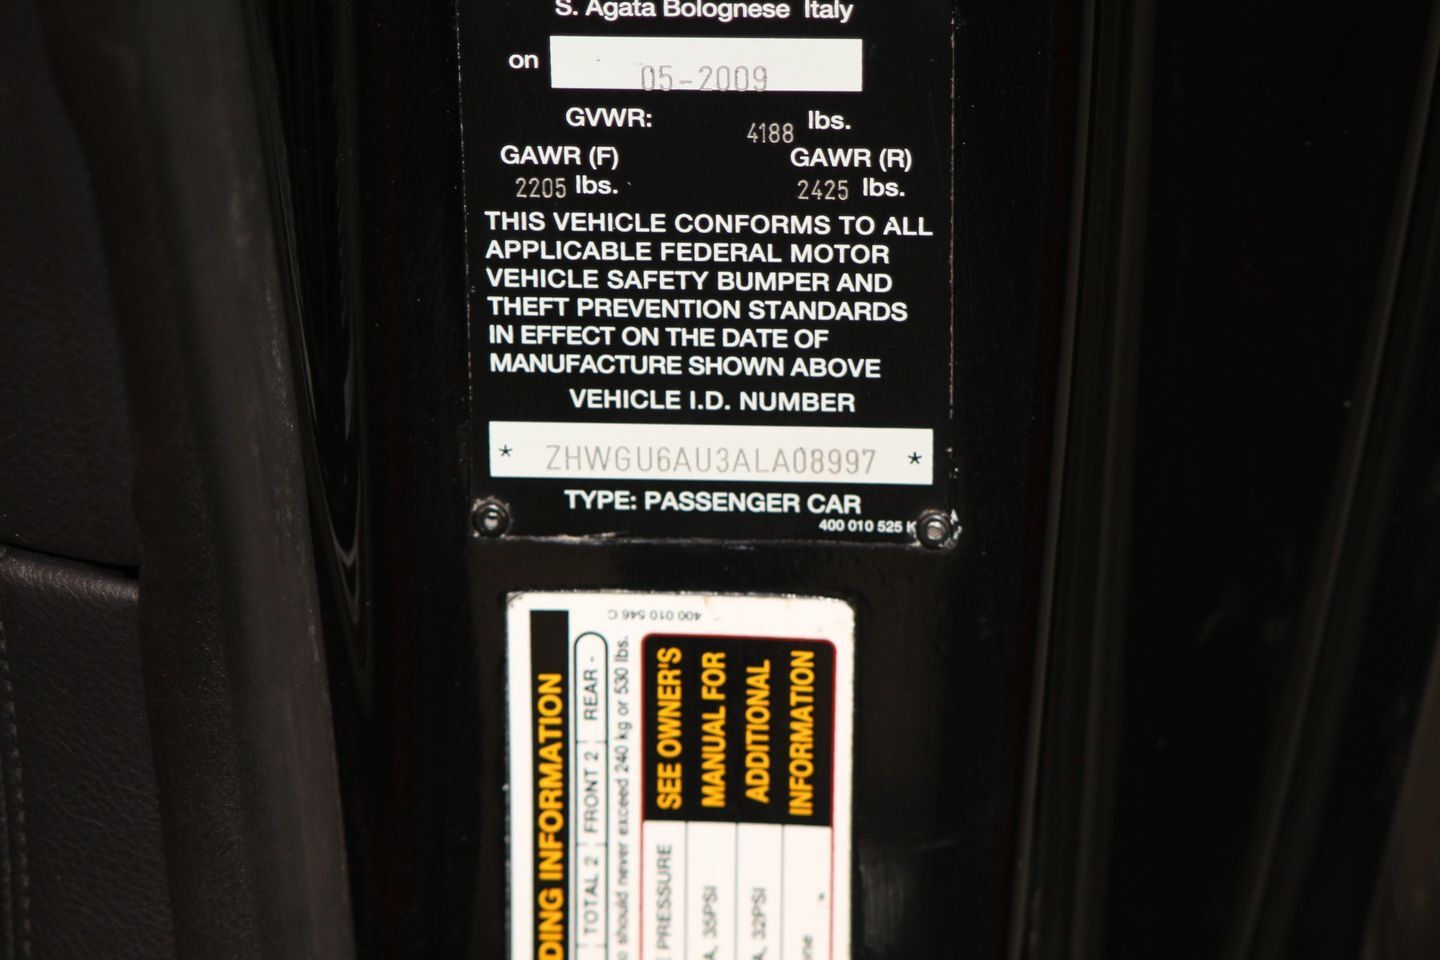 S. Agata Bolognese Italy
on 05-2009
GVWR: 4188 lbs.
GAWR (F) GAWR (R)
2205 lbs. 2425 lbs.
THIS VEHICLE CONFORMS TO ALL
APPLICABLE FEDERAL MOTOR
VEHICLE SAFETY BUMPER AND
THEFT PREVENTION STANDARDS
IN EFFECT ON THE DATE OF
MANUFACTURE SHOWN ABOVE
VEHICLE I.D. NUMBER
* ZHWGU6AU3ALA08997 *
TYPE: PASSENGER CAR
400 010 525 K
400 010 546 C
DING INFORMATION
TOTAL 2 FRONT 2 REAR -
should never exceed 240 kg or 530 lbs.
SEE OWNER'S
MANUAL FOR
ADDITIONAL
INFORMATION
PRESSURE
35PSI
32PSI